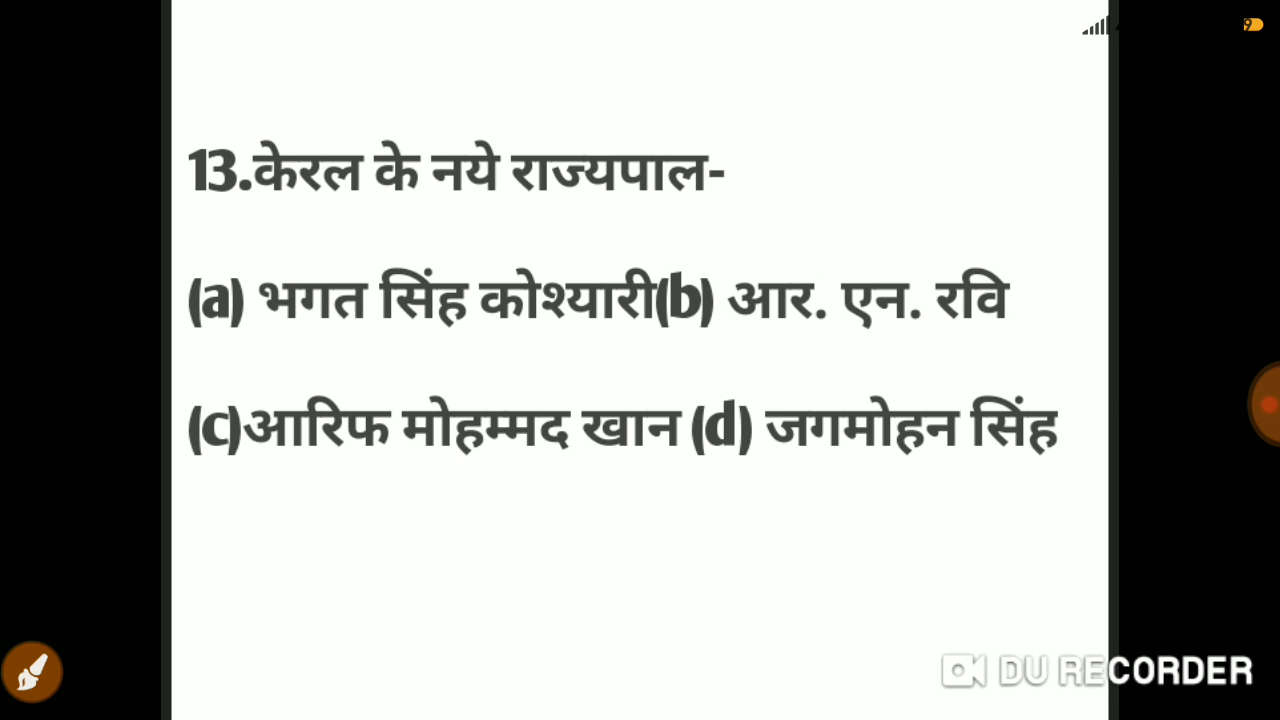 13.केरल के नये राज्यपाल-
(a) भगत सिंह कोश्यारी(b) आर. एन. रवि
(c)आरिफ मोहम्मद खान (d) जगमोहन सिंह
DU RECORDER